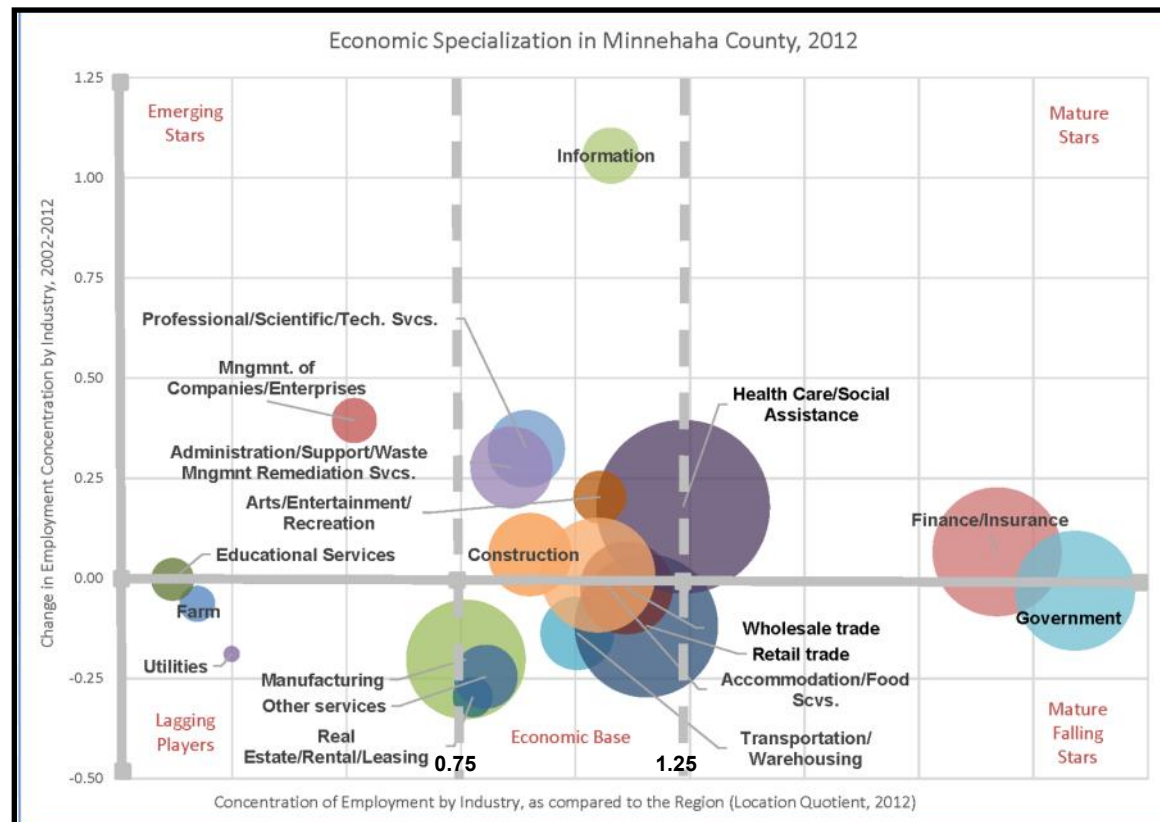 Economic Specialization in Minnehaha County, 2012
1.25
Emerging
Stars
Mature
Stars
Information
1.00
0.75
Professional/Scientific/Tech. Svcs.
0.50
Mngmnt. of
Companies/Enterprises
Health Care/Social
Assistance
Administration/Support/Waste
Mngmnt Remediation Svcs.
0.25
Arts/Entertainment/
Recreation
Finance/Insurance
Educational Services
Construction
0.00
Farm
Government
Wholesale trade
Utilities
Retail trade
Manufacturing
Accommodation/Food
Scvs.
-0.25
Other services
Lagging
Players
Real
Estate/Rental/Leasing
Economic Base
Transportation/
Warehousing
Mature
Falling
Stars
0.75
1.25
-0.50
Change in Employment Concentration by Industry, 2002-2012
Concentration of Employment by Industry, as compared to the Region (Location Quotient, 2012)